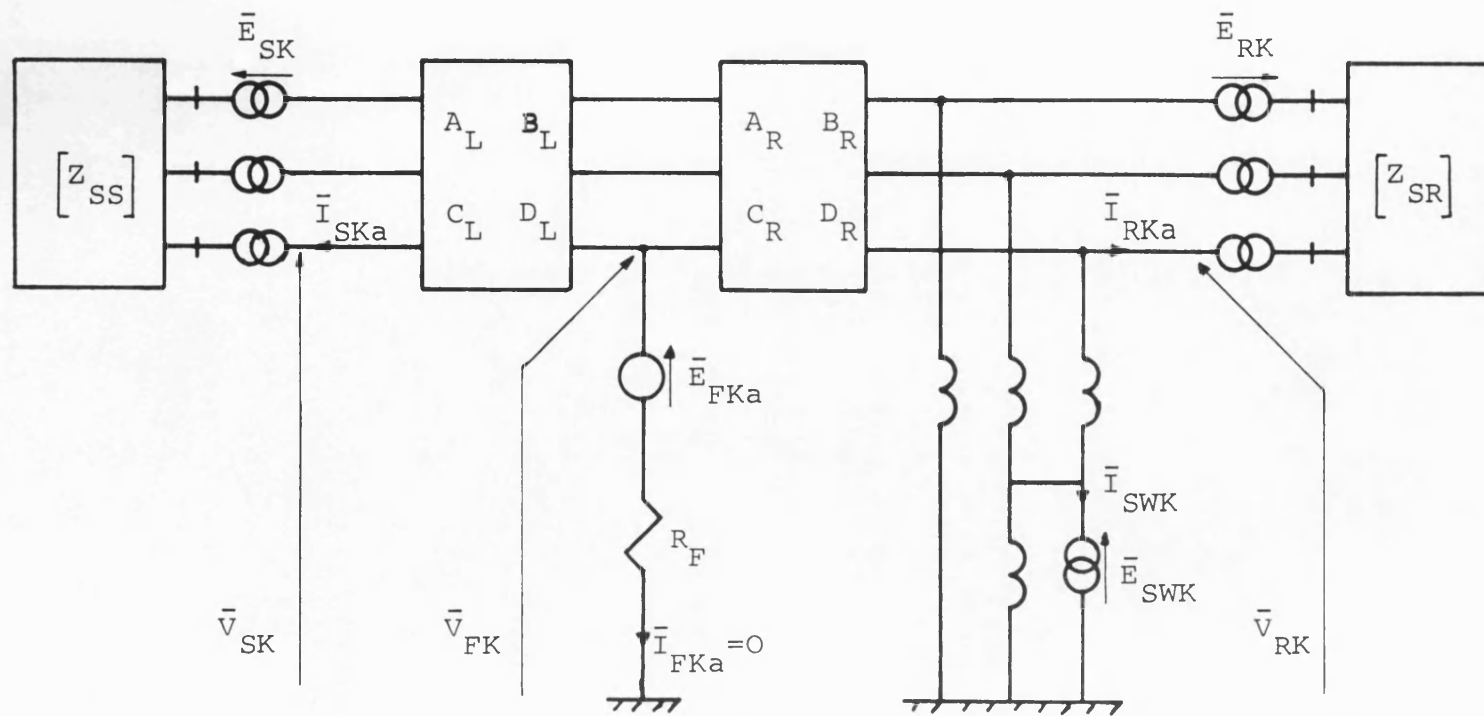 Ē_SK
Ē_RK
A_L B_L
C_L D_L
A_R B_R
C_R D_R
[Z_SS]
[Z_SR]
Ī_SKa
Ī_RKa
Ē_FKa
R_F
Ī_SWK
Ē_SWK
V̄_SK
V̄_FK
Ī_FKa=0
V̄_RK